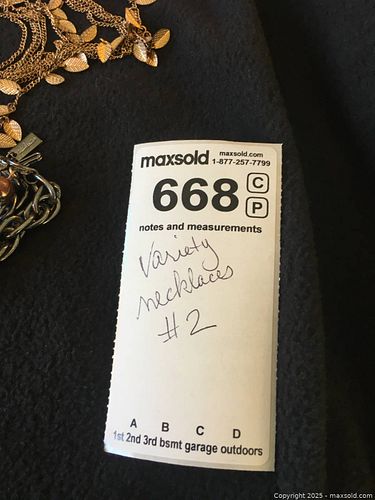 maxsold maxsold.com
1-877-257-7799
668 C
P
notes and measurements
Variety
necklaces
#2
A B C D
1st 2nd 3rd bsmt garage outdoors
Copyright 2025 - maxsold.com